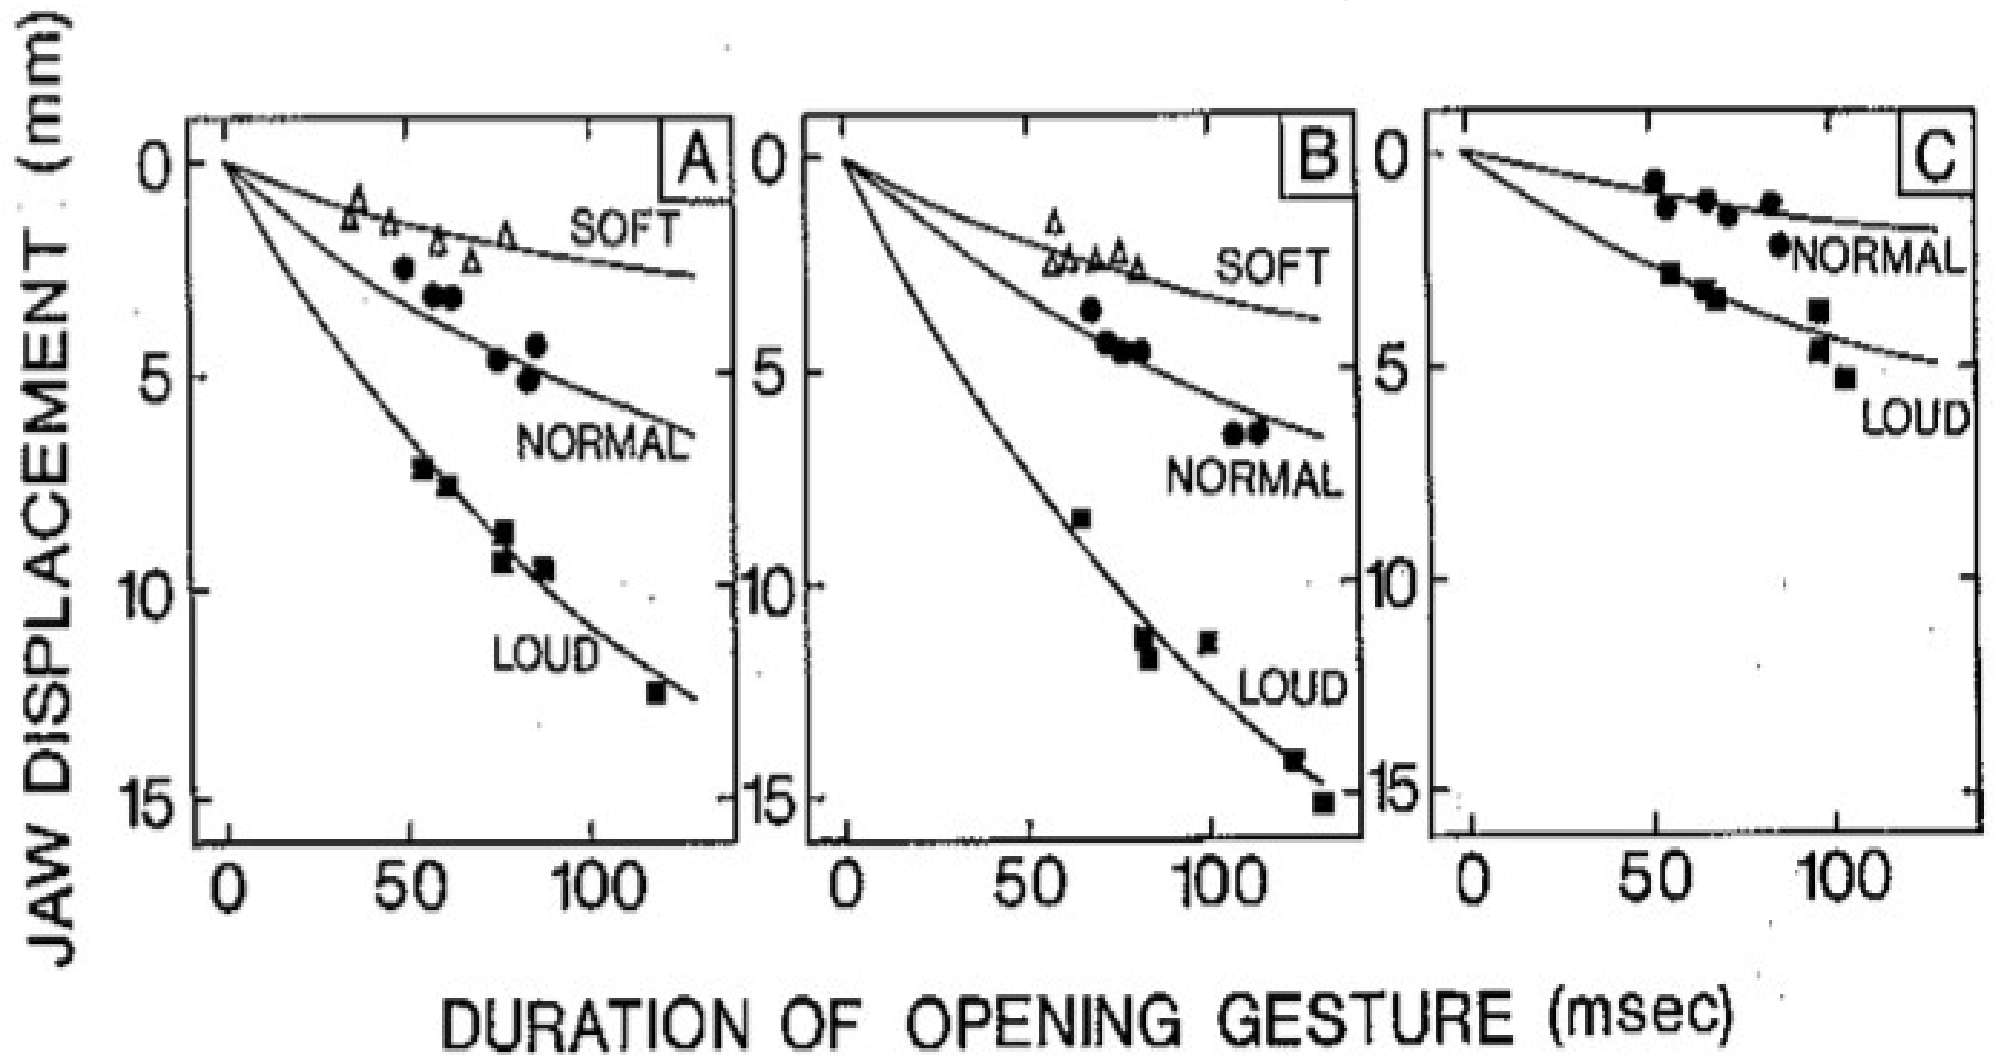 JAW DISPLACEMENT (mm)
A
0
5
10
15
SOFT
NORMAL
LOUD
0 50 100
B
0
5
10
15
SOFT
NORMAL
LOUD
0 50 100
C
0
5
10
15
NORMAL
LOUD
0 50 100
DURATION OF OPENING GESTURE (msec)